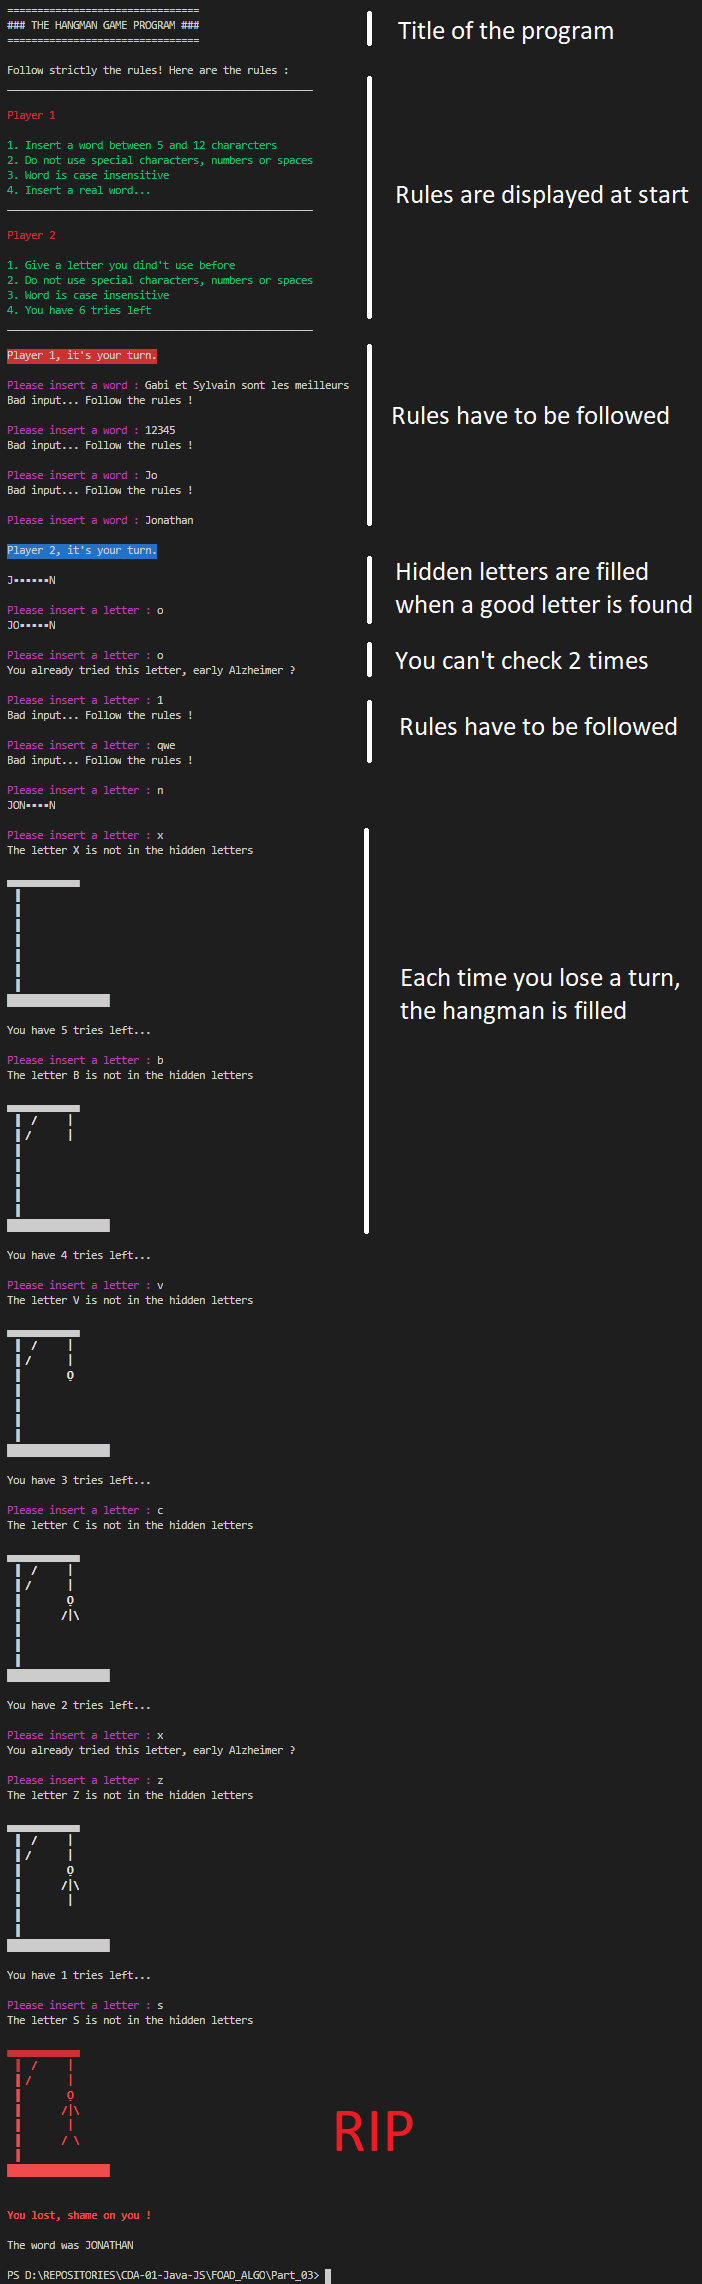 ================================
### THE HANGMAN GAME PROGRAM ###
================================
Title of the program
Follow strictly the rules! Here are the rules :
Player 1
1. Insert a word between 5 and 12 chararcters
2. Do not use special characters, numbers or spaces
3. Word is case insensitive
4. Insert a real word...
Rules are displayed at start
Player 2
1. Give a letter you dind't use before
2. Do not use special characters, numbers or spaces
3. Word is case insensitive
4. You have 6 tries left
Player 1, it's your turn.
Please insert a word : Gabi et Sylvain sont les meilleurs
Bad input... Follow the rules !
Rules have to be followed
Please insert a word : 12345
Bad input... Follow the rules !
Please insert a word : Jo
Bad input... Follow the rules !
Please insert a word : Jonathan
Player 2, it's your turn.
J▪▪▪▪▪▪N
Hidden letters are filled
when a good letter is found
Please insert a letter : o
JO▪▪▪▪▪N
Please insert a letter : o
You already tried this letter, early Alzheimer ?
You can't check 2 times
Please insert a letter : 1
Bad input... Follow the rules !
Rules have to be followed
Please insert a letter : qwe
Bad input... Follow the rules !
Please insert a letter : n
JON▪▪▪▪N
Please insert a letter : x
The letter X is not in the hidden letters
Each time you lose a turn,
the hangman is filled
You have 5 tries left...
Please insert a letter : b
The letter B is not in the hidden letters
You have 4 tries left...
Please insert a letter : v
The letter V is not in the hidden letters
You have 3 tries left...
Please insert a letter : c
The letter C is not in the hidden letters
You have 2 tries left...
Please insert a letter : x
You already tried this letter, early Alzheimer ?
Please insert a letter : z
The letter Z is not in the hidden letters
You have 1 tries left...
Please insert a letter : s
The letter S is not in the hidden letters
RIP
You lost, shame on you !
The word was JONATHAN
PS D:\REPOSITORIES\CDA-01-Java-JS\FOAD_ALGO\Part_03>